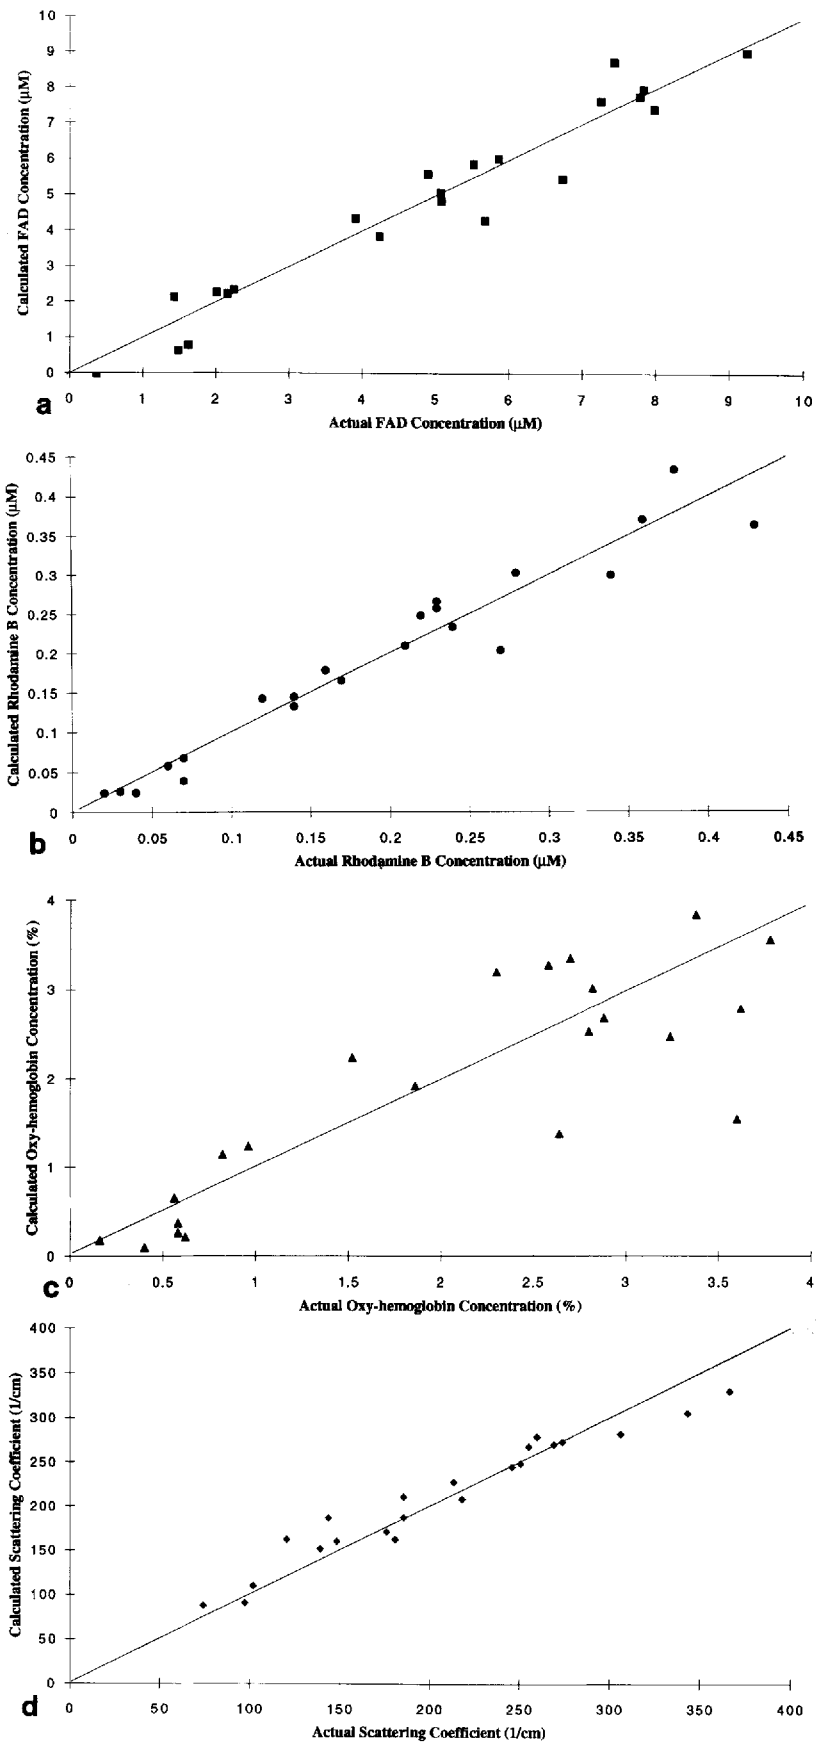 10
9
8
7
6
5
4
3
2
1
0
Calculated FAD Concentration (μM)
0 1 2 3 4 5 6 7 8 9 10
a
Actual FAD Concentration (μM)
0.45
0.4
0.35
0.3
0.25
0.2
0.15
0.1
0.05
0
Calculated Rhodamine B Concentration (μM)
0 0.05 0.1 0.15 0.2 0.25 0.3 0.35 0.4 0.45
b
Actual Rhodamine B Concentration (μM)
4
3
2
1
0
Calculated Oxy-hemoglobin Concentration (%)
0 0.5 1 1.5 2 2.5 3 3.5 4
c
Actual Oxy-hemoglobin Concentration (%)
400
350
300
250
200
150
100
50
0
Calculated Scattering Coefficient (1/cm)
0 50 100 150 200 250 300 350 400
d
Actual Scattering Coefficient (1/cm)